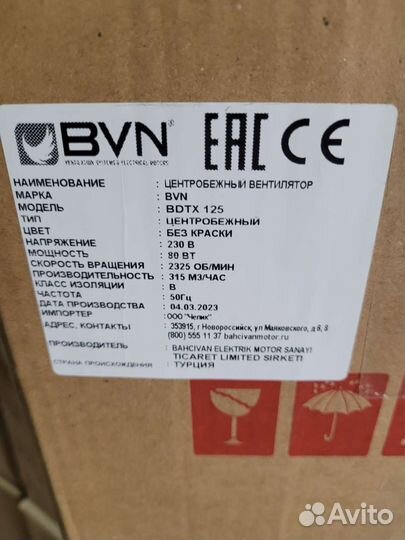 BVN® EAC CE
VENTILATION SYSTEMS & ELECTRICAL MOTORS
НАИМЕНОВАНИЕ : ЦЕНТРОБЕЖНЫЙ ВЕНТИЛЯТОР
МАРКА : BVN
МОДЕЛЬ : BDTX 125
ТИП : ЦЕНТРОБЕЖНЫЙ
ЦВЕТ : БЕЗ КРАСКИ
НАПРЯЖЕНИЕ : 230 В
МОЩНОСТЬ : 80 ВТ
СКОРОСТЬ ВРАЩЕНИЯ : 2325 ОБ/МИН
ПРОИЗВОДИТЕЛЬНОСТЬ : 315 М3/ЧАС
КЛАСС ИЗОЛЯЦИИ : B
ЧАСТОТА : 50Гц
ДАТА ПРОИЗВОДСТВА : 04.03.2023
ИМПОРТЕР : ООО "Чепик"
АДРЕС, КОНТАКТЫ : 353915, г Новороссийск, ул Маяковского, д 8, 8
(800) 555 11 37 bahcivanmotor.ru
ПРОИЗВОДИТЕЛЬ : BAHCIVAN ELEKTRIK MOTOR SANAYI
TICARET LIMITED SIRKETI
СТРАНА ПРОИСХОЖДЕНИЯ : ТУРЦИЯ
Avito